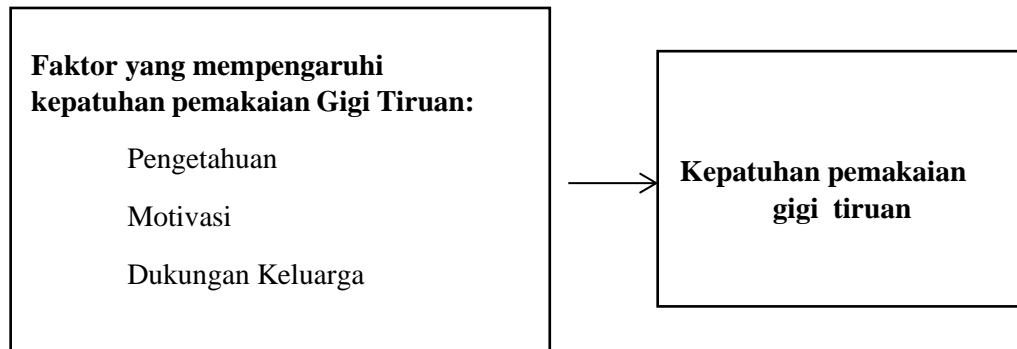 Faktor yang mempengaruhi
kepatuhan pemakaian Gigi Tiruan:
Pengetahuan
Motivasi
Dukungan Keluarga
Kepatuhan pemakaian
gigi tiruan